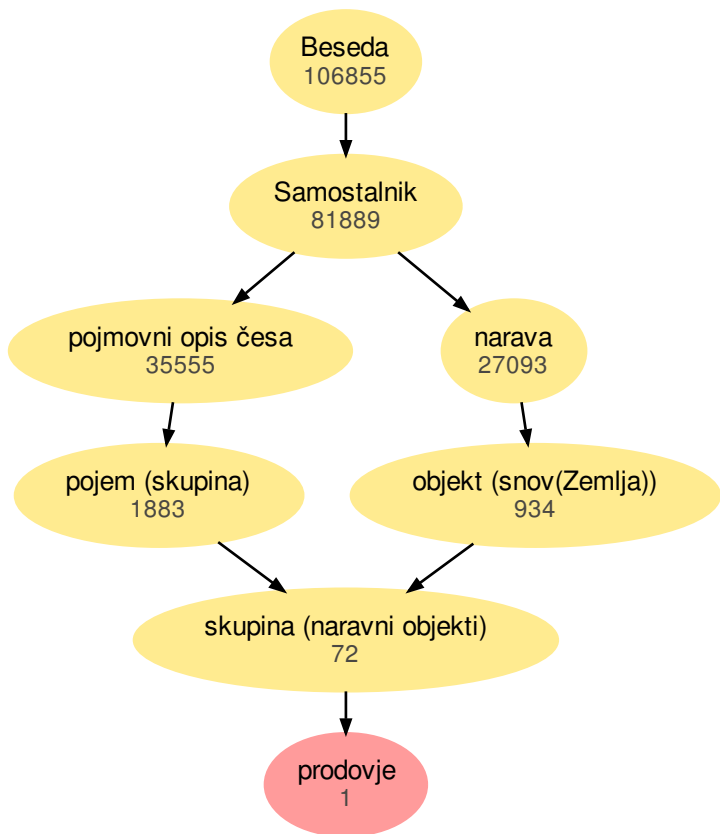 Beseda
106855
Samostalnik
81889
pojmovni opis česa
35555
narava
27093
pojem (skupina)
1883
objekt (snov(Zemlja))
934
skupina (naravni objekti)
72
prodovje
1